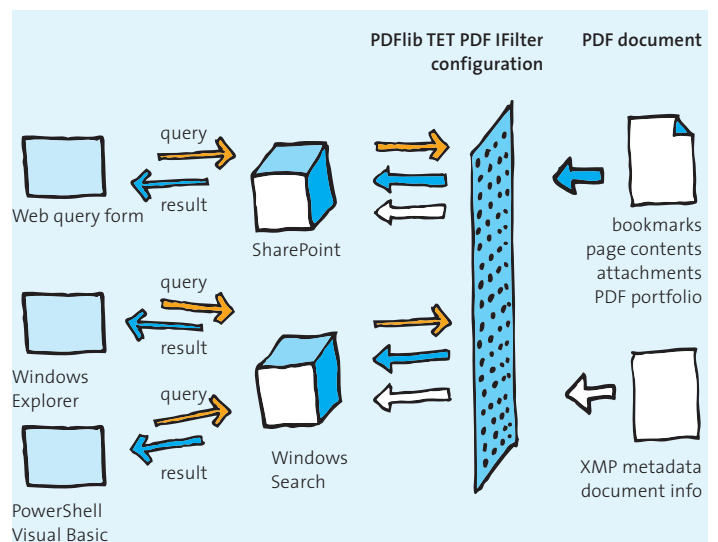 PDFlib TET PDF IFilter
configuration
PDF document
query
result
Web query form
SharePoint
bookmarks
page contents
attachments
PDF portfolio
query
result
Windows
Explorer
query
result
Windows
Search
PowerShell
Visual Basic
XMP metadata
document info